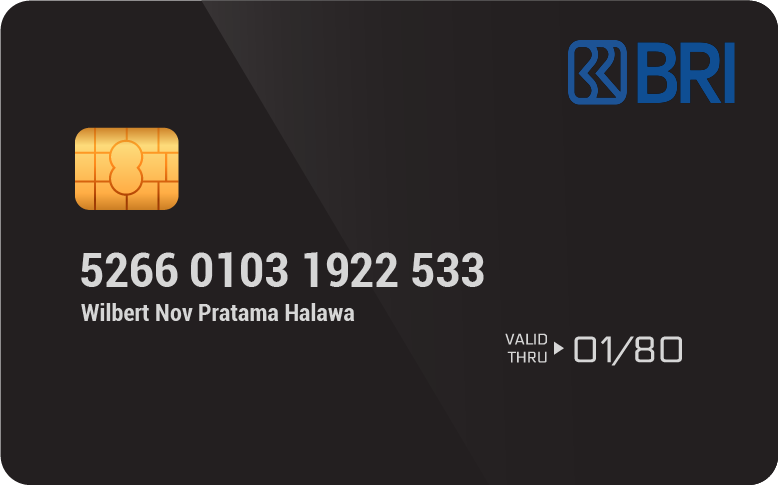 BRI
5266 0103 1922 533
Wilbert Nov Pratama Halawa
VALID
THRU 01/80